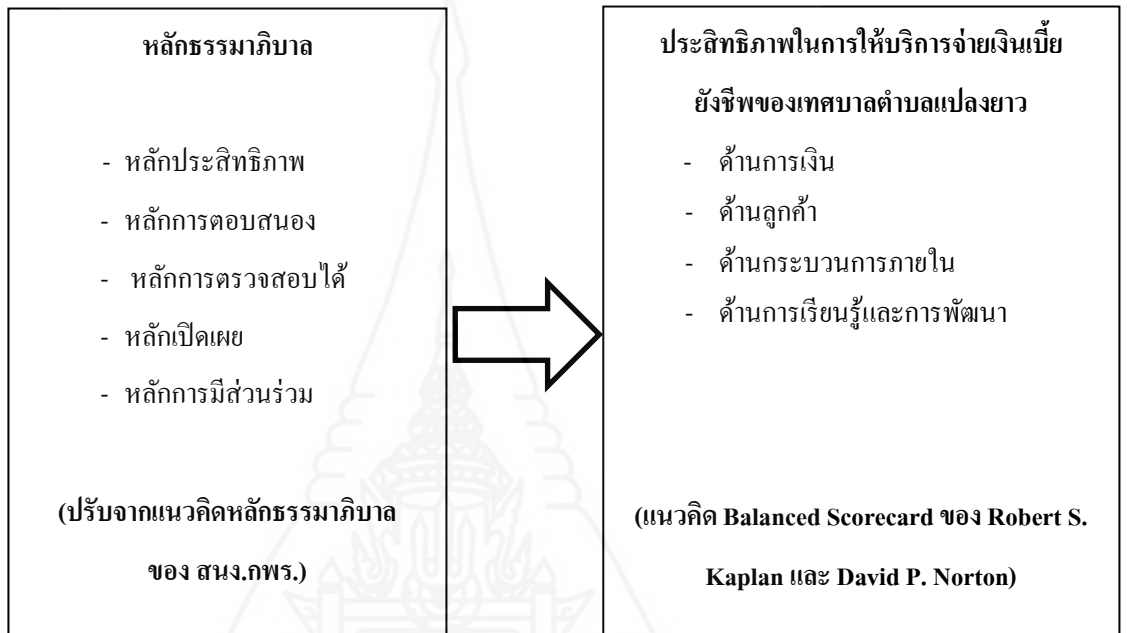 หลักธรรมาภิบาล
- หลักประสิทธิภาพ
- หลักการตอบสนอง
- หลักการตรวจสอบได้
- หลักเปิดเผย
- หลักการมีส่วนร่วม
(ปรับจากแนวคิดหลักธรรมาภิบาล
ของ สนง.กพร.)
ประสิทธิภาพในการให้บริการจ่ายเงินเบี้ย
ยังชีพของเทศบาลตำบลแปลงยาว
- ด้านการเงิน
- ด้านลูกค้า
- ด้านกระบวนการภายใน
- ด้านการเรียนรู้และการพัฒนา
(แนวคิด Balanced Scorecard ของ Robert S.
Kaplan และ David P. Norton)